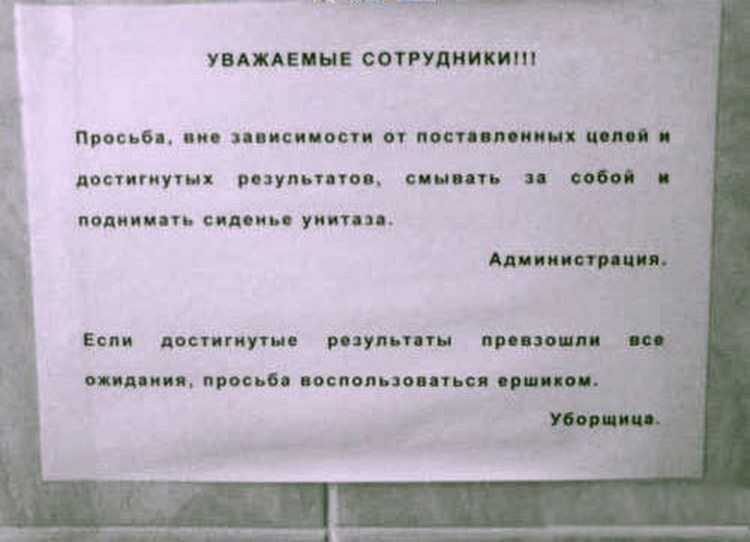 УВАЖАЕМЫЕ СОТРУДНИКИ!!!
Просьба, вне зависимости от поставленных целей и
достигнутых результатов, смывать за собой и
поднимать сиденье унитаза.
Администрация.
Если достигнутые результаты превзошли все
ожидания, просьба воспользоваться ершиком.
Уборщица.